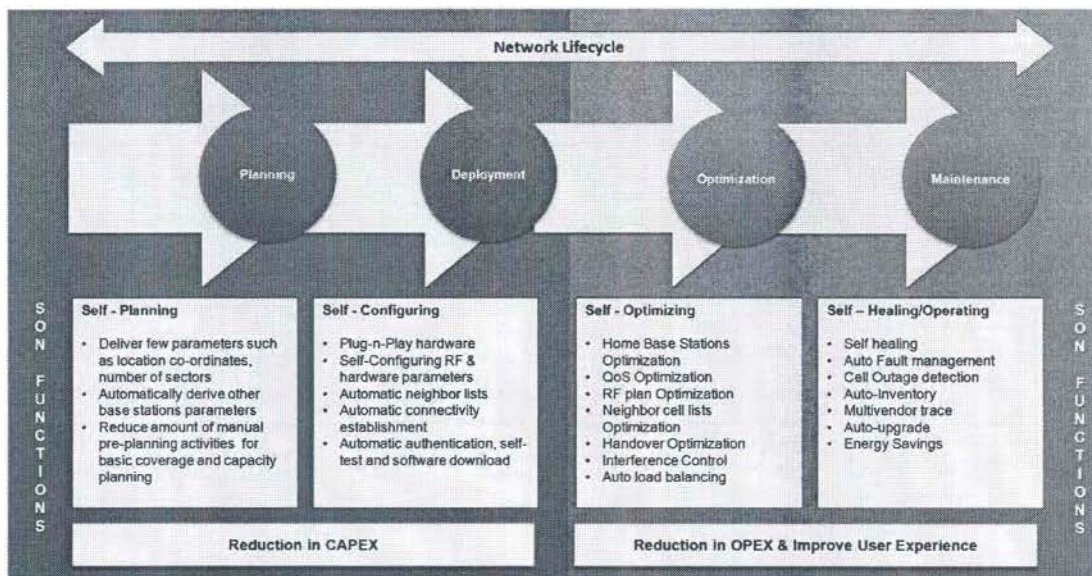 Network Lifecycle
Planning
Deployment
Optimization
Maintenance
SON FUNCTIONS
Self - Planning
• Deliver few parameters such
as location co-ordinates,
number of sectors
• Automatically derive other
base stations parameters
• Reduce amount of manual
pre-planning activities for
basic coverage and capacity
planning
Self - Configuring
• Plug-n-Play hardware
• Self-Configuring RF &
hardware parameters
• Automatic neighbor lists
• Automatic connectivity
establishment
• Automatic authentication, self-
test and software download
Self - Optimizing
• Home Base Stations
Optimization
• QoS Optimization
• RF plan Optimization
• Neighbor cell lists
Optimization
• Handover Optimization
• Interference Control
• Auto load balancing
Self – Healing/Operating
• Self healing
• Auto Fault management
• Cell Outage detection
• Auto-Inventory
• Multivendor trace
• Auto-upgrade
• Energy Savings
SON FUNCTIONS
Reduction in CAPEX
Reduction in OPEX & Improve User Experience